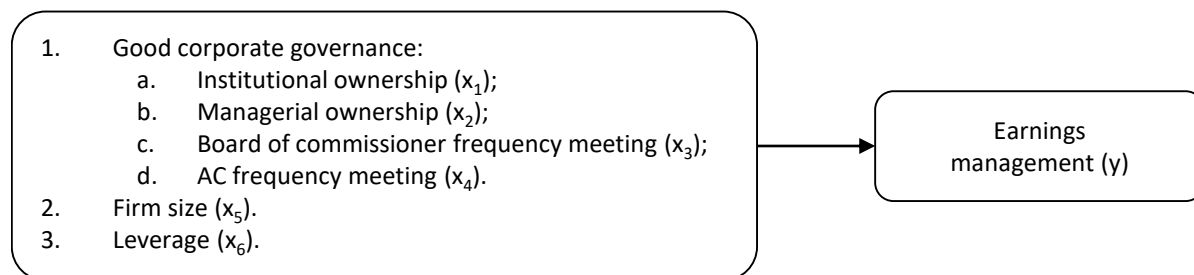 1. Good corporate governance:
a. Institutional ownership (x₁);
b. Managerial ownership (x₂);
c. Board of commissioner frequency meeting (x₃);
d. AC frequency meeting (x₄).
2. Firm size (x₅).
3. Leverage (x₆).
Earnings
management (y)